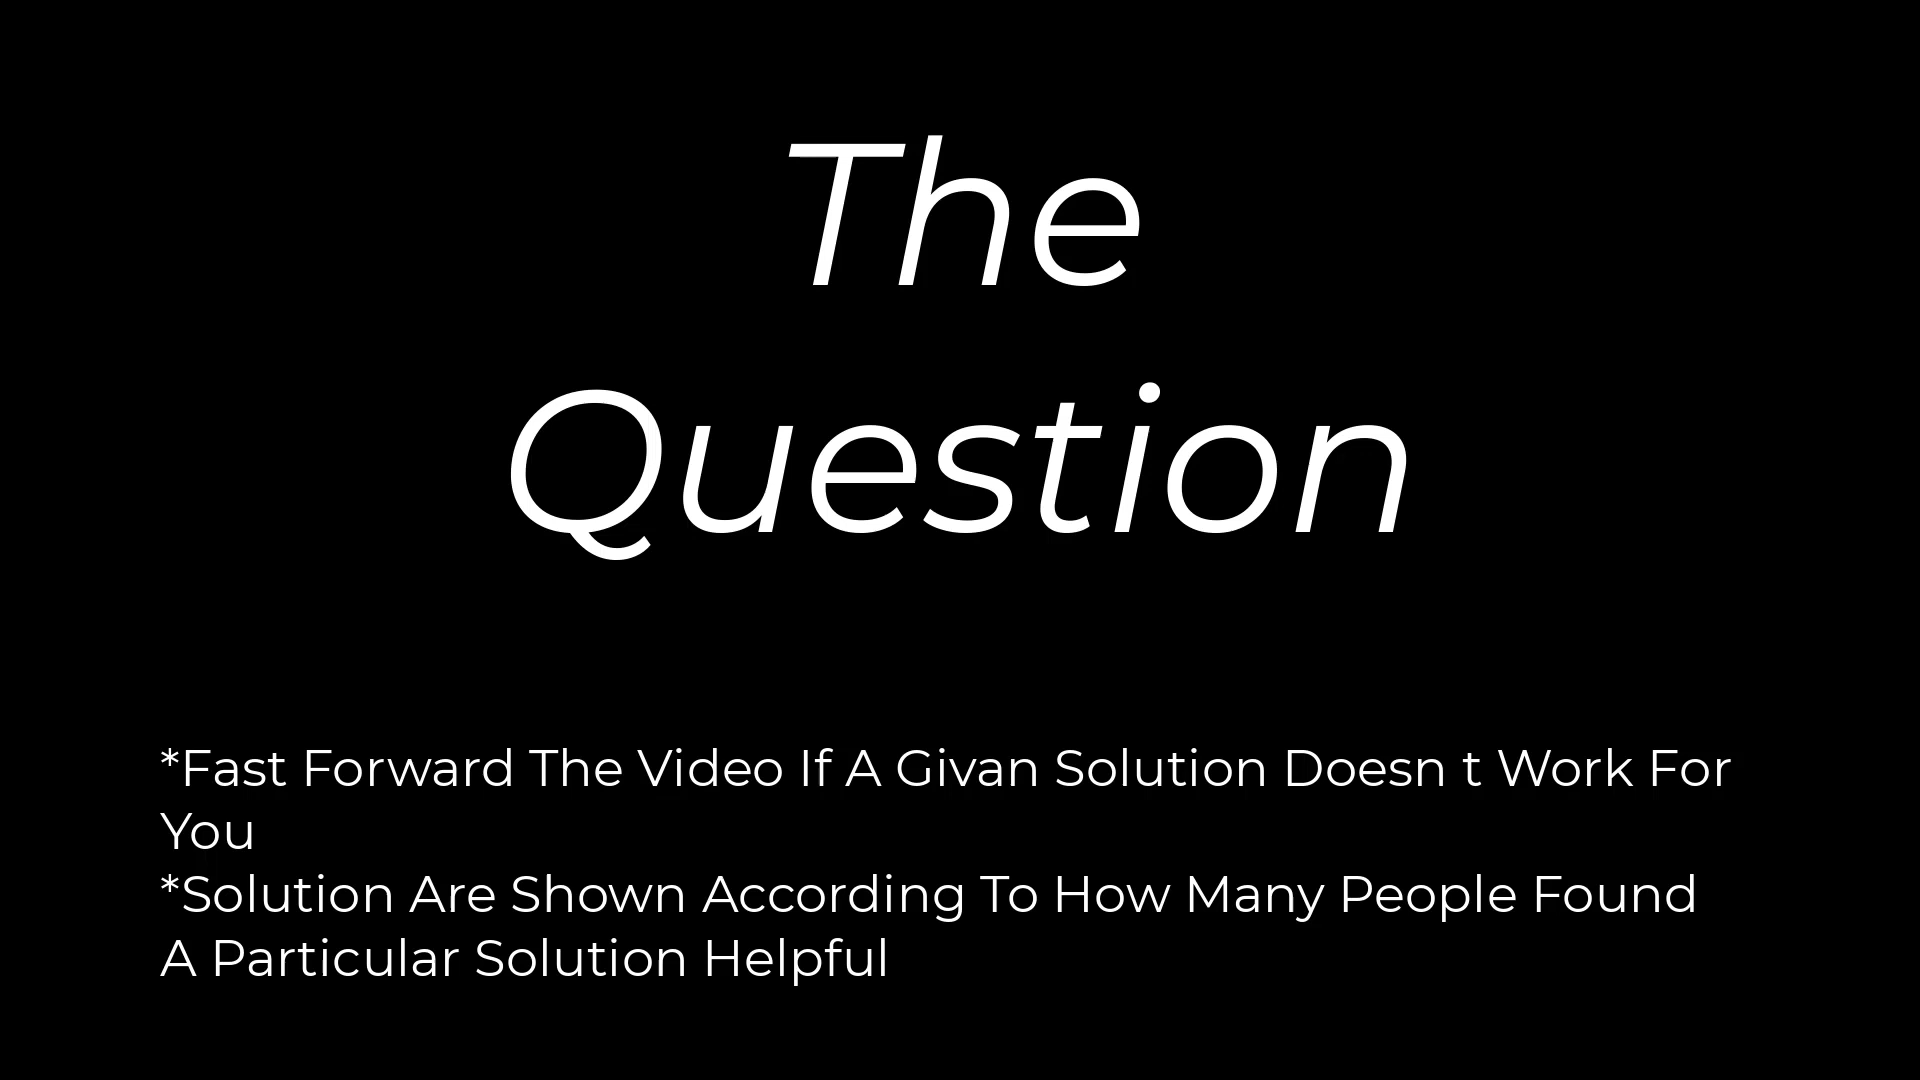 The
Question
*Fast Forward The Video If A Givan Solution Doesn t Work For
You
*Solution Are Shown According To How Many People Found
A Particular Solution Helpful